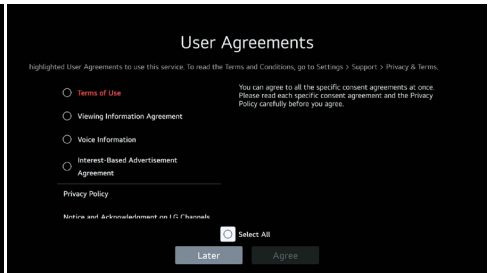 User Agreements
highlighted User Agreements to use this service. To read the Terms and Conditions, go to Settings > Support > Privacy & Terms.
Terms of Use
Viewing Information Agreement
Voice Information
Interest-Based Advertisement
Agreement
Privacy Policy
Notice and Acknowledgment on LG Channels
You can agree to all the specific consent agreements at once.
Please read each specific consent agreement and the Privacy
Policy carefully before you agree.
Select All
Later
Agree